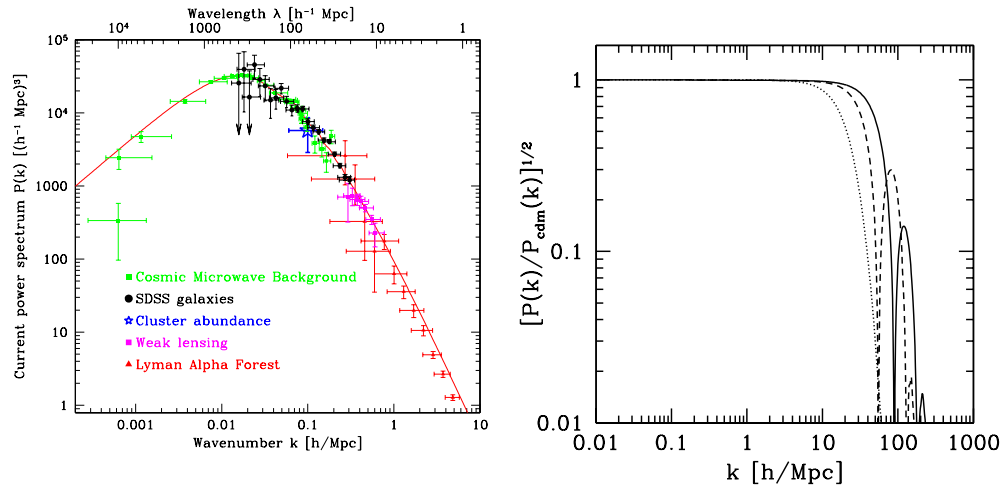 Wavelength λ [h⁻¹ Mpc]
10⁴ 1000 100 10 1
10⁵
10⁴
1000
100
10
1
Current power spectrum P(k) [(h⁻¹ Mpc)³]
Cosmic Microwave Background
SDSS galaxies
Cluster abundance
Weak lensing
Lyman Alpha Forest
0.001 0.01 0.1 1 10
Wavenumber k [h/Mpc]
[P(k)/P_cdm(k)]^1/2
1
0.1
0.01
0.01 0.1 1 10 100 1000
k [h/Mpc]